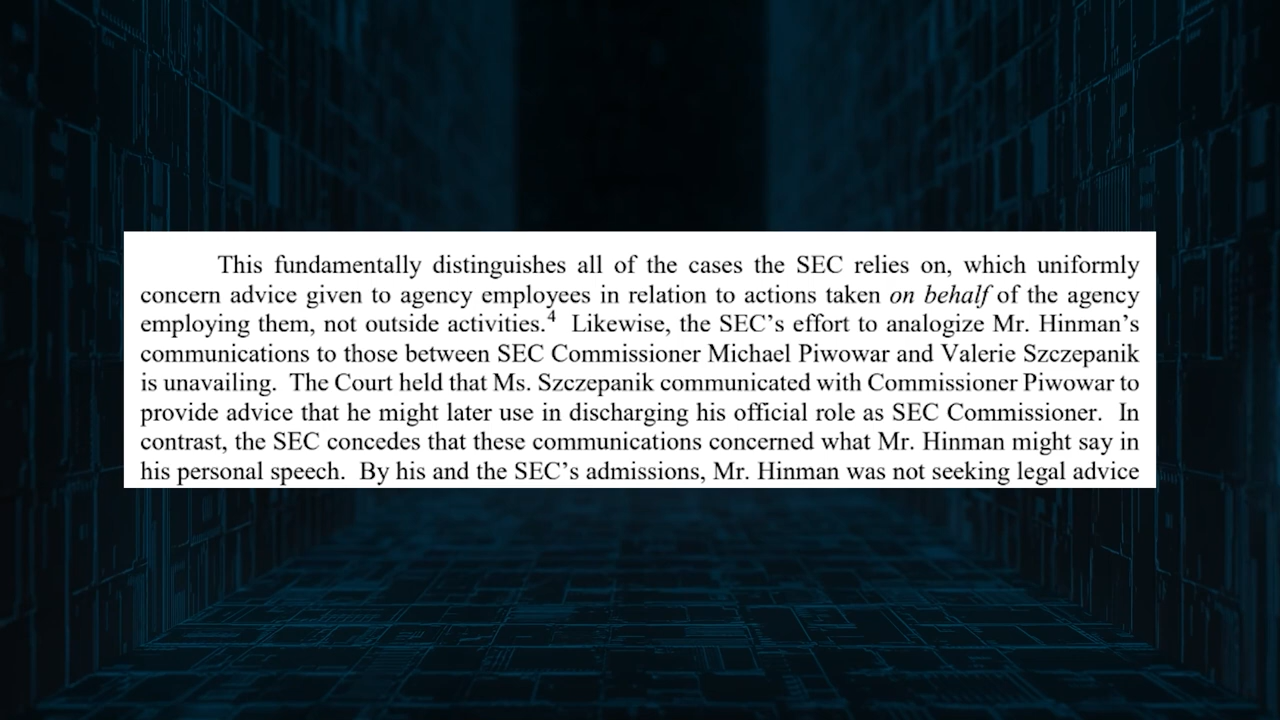 This fundamentally distinguishes all of the cases the SEC relies on, which uniformly
concern advice given to agency employees in relation to actions taken on behalf of the agency
employing them, not outside activities.4 Likewise, the SEC's effort to analogize Mr. Hinman's
communications to those between SEC Commissioner Michael Piwowar and Valerie Szczepanik
is unavailing. The Court held that Ms. Szczepanik communicated with Commissioner Piwowar to
provide advice that he might later use in discharging his official role as SEC Commissioner. In
contrast, the SEC concedes that these communications concerned what Mr. Hinman might say in
his personal speech. By his and the SEC's admissions, Mr. Hinman was not seeking legal advice